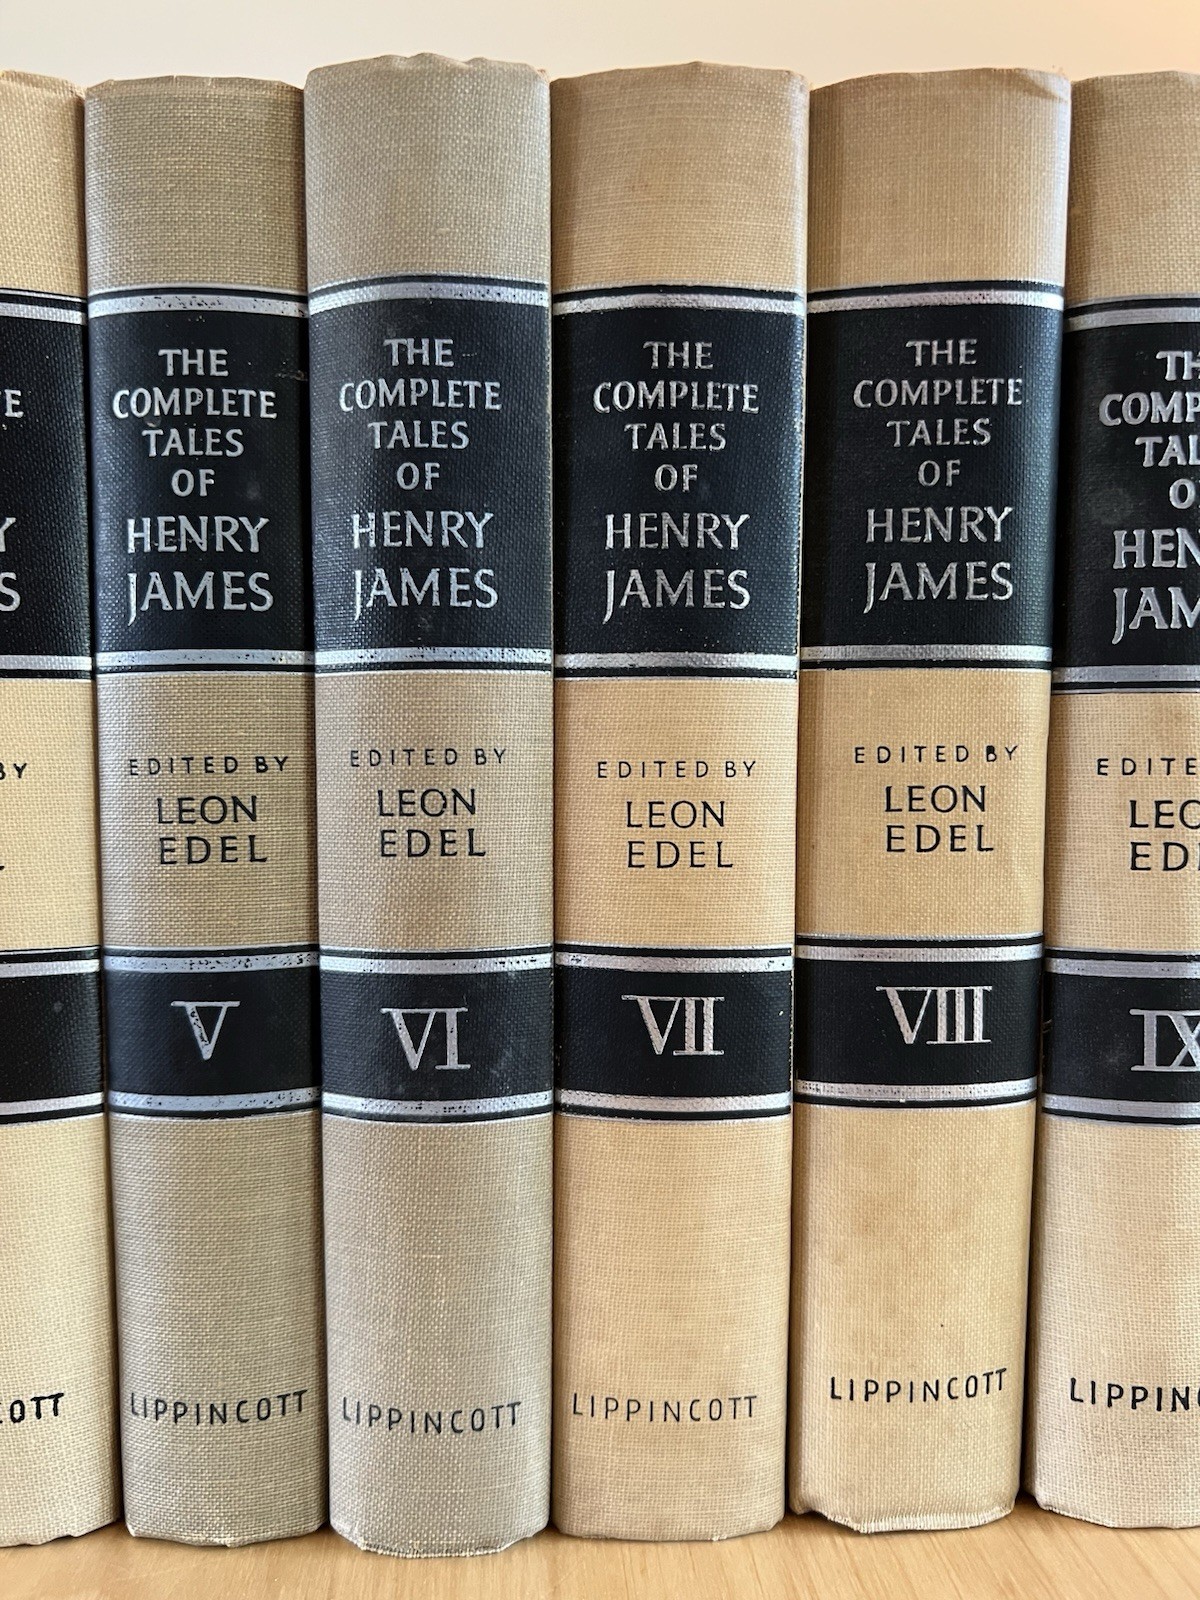 THE
COMPLETE
TALES
OF
HENRY
JAMES
EDITED BY
LEON
EDEL
V
LIPPINCOTT
THE
COMPLETE
TALES
OF
HENRY
JAMES
EDITED BY
LEON
EDEL
VI
LIPPINCOTT
THE
COMPLETE
TALES
OF
HENRY
JAMES
EDITED BY
LEON
EDEL
VII
LIPPINCOTT
THE
COMPLETE
TALES
OF
HENRY
JAMES
EDITED BY
LEON
EDEL
VIII
LIPPINCOTT
IX